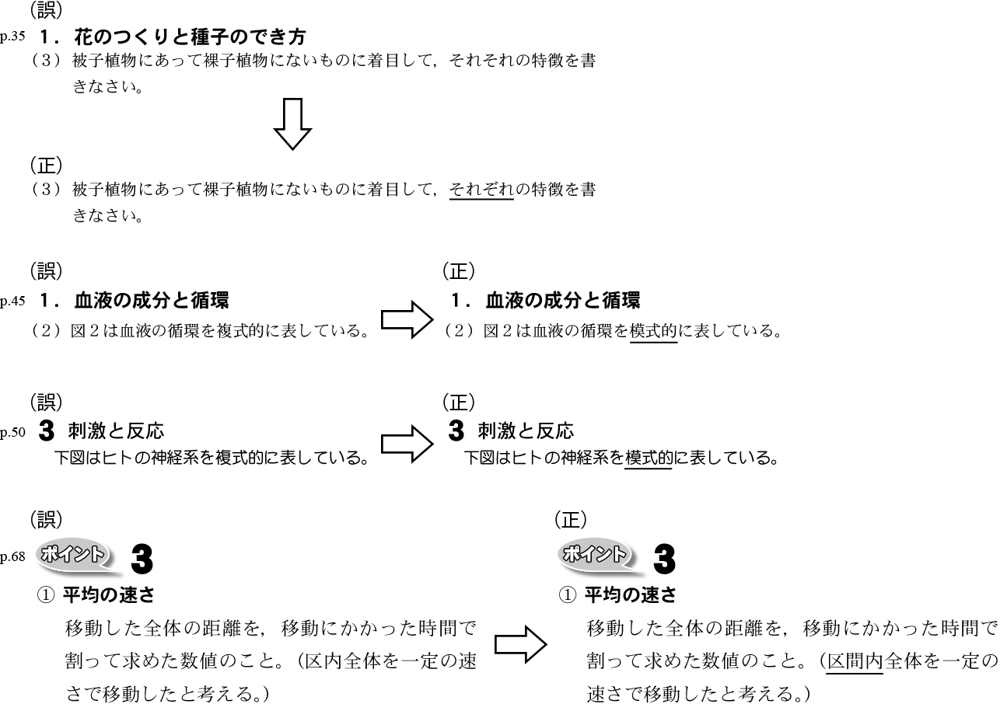 （誤）
p.35 １．花のつくりと種子のでき方
（３）被子植物にあって裸子植物にないものに着目して，それそれの特徴を書
きなさい。
（正）
（３）被子植物にあって裸子植物にないものに着目して，それぞれの特徴を書
きなさい。
（誤）
p.45 １．血液の成分と循環
（２）図２は血液の循環を複式的に表している。
（正）
１．血液の成分と循環
（２）図２は血液の循環を模式的に表している。
（誤）
p.50 3 刺激と反応
下図はヒトの神経系を複式的に表している。
（正）
3 刺激と反応
下図はヒトの神経系を模式的に表している。
（誤）
p.68 ポイント 3
① 平均の速さ
移動した全体の距離を，移動にかかった時間で
割って求めた数値のこと。（区内全体を一定の速
さで移動したと考える。）
（正）
ポイント 3
① 平均の速さ
移動した全体の距離を，移動にかかった時間で
割って求めた数値のこと。（区間内全体を一定の
速さで移動したと考える。）